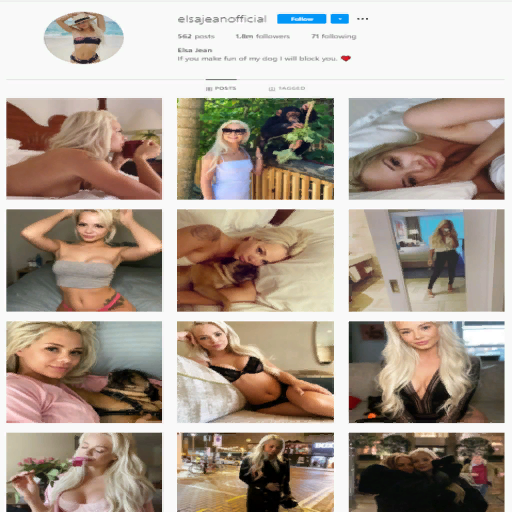 elsajeanofficial Follow
562 posts 1.8m followers 71 following
Elsa Jean
If you make fun of my dog I will block you. ❤
POSTS TAGGED